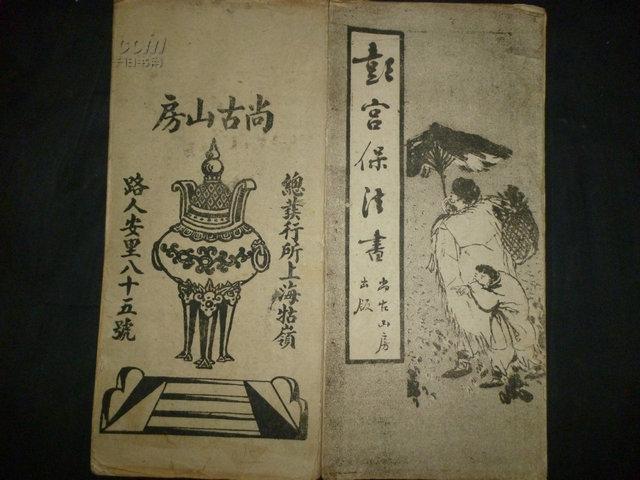 彭宫保法書
尚古山房
出版
尚古山房
總發行所上海牯嶺
路人安里八十五號